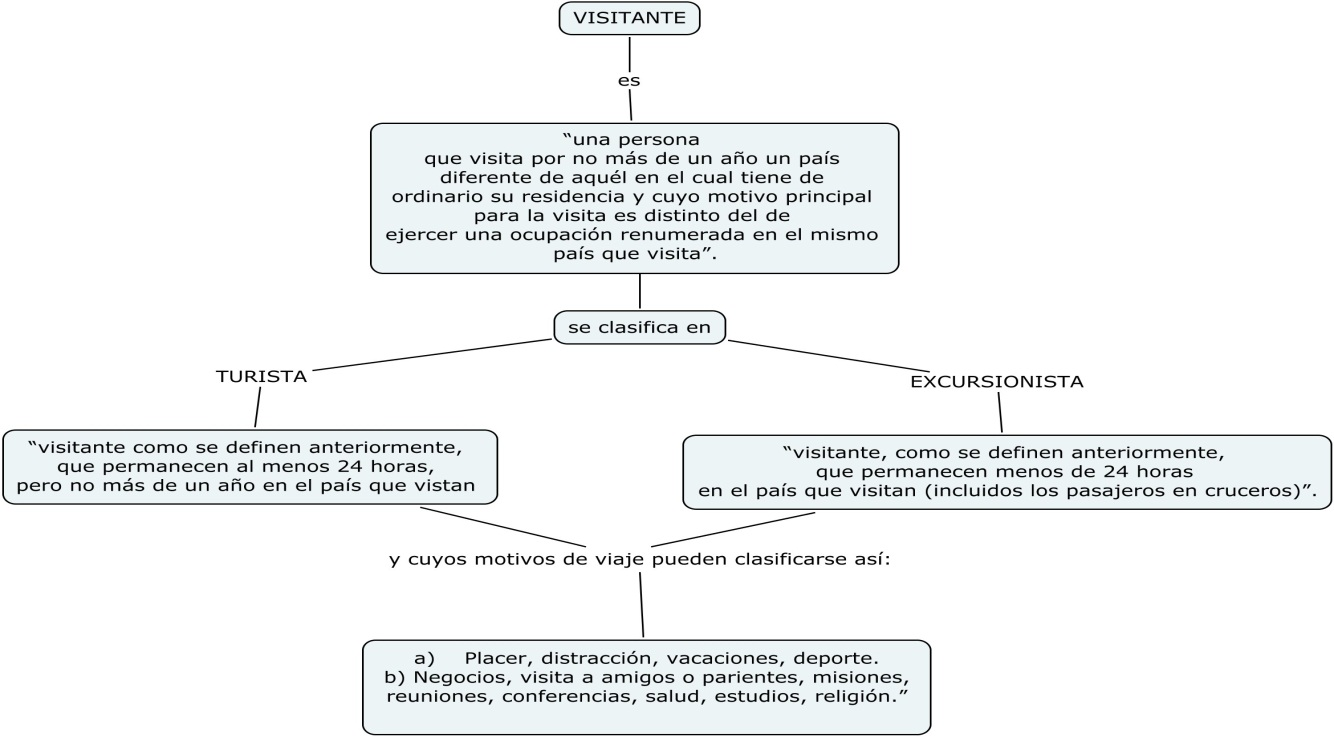 VISITANTE
es
“una persona
que visita por no más de un año un país
diferente de aquél en el cual tiene de
ordinario su residencia y cuyo motivo principal
para la visita es distinto del de
ejercer una ocupación renumerada en el mismo
país que visita”.
se clasifica en
TURISTA
EXCURSIONISTA
“visitante como se definen anteriormente,
que permanecen al menos 24 horas,
pero no más de un año en el país que vistan
“visitante, como se definen anteriormente,
que permanecen menos de 24 horas
en el país que visitan (incluidos los pasajeros en cruceros)”.
y cuyos motivos de viaje pueden clasificarse así:
a) Placer, distracción, vacaciones, deporte.
b) Negocios, visita a amigos o parientes, misiones,
reuniones, conferencias, salud, estudios, religión.”